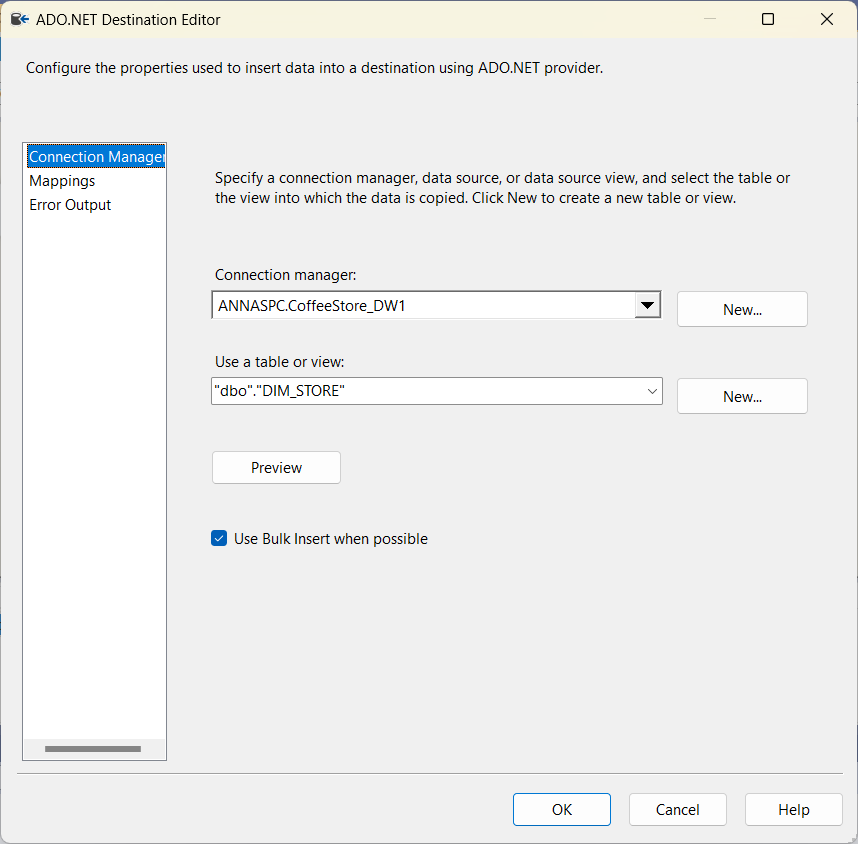 ADO.NET Destination Editor
Configure the properties used to insert data into a destination using ADO.NET provider.
Connection Manager
Mappings
Error Output
Specify a connection manager, data source, or data source view, and select the table or
the view into which the data is copied. Click New to create a new table or view.
Connection manager:
ANNASPC.CoffeeStore_DW1
New...
Use a table or view:
"dbo"."DIM_STORE"
New...
Preview
Use Bulk Insert when possible
OK
Cancel
Help